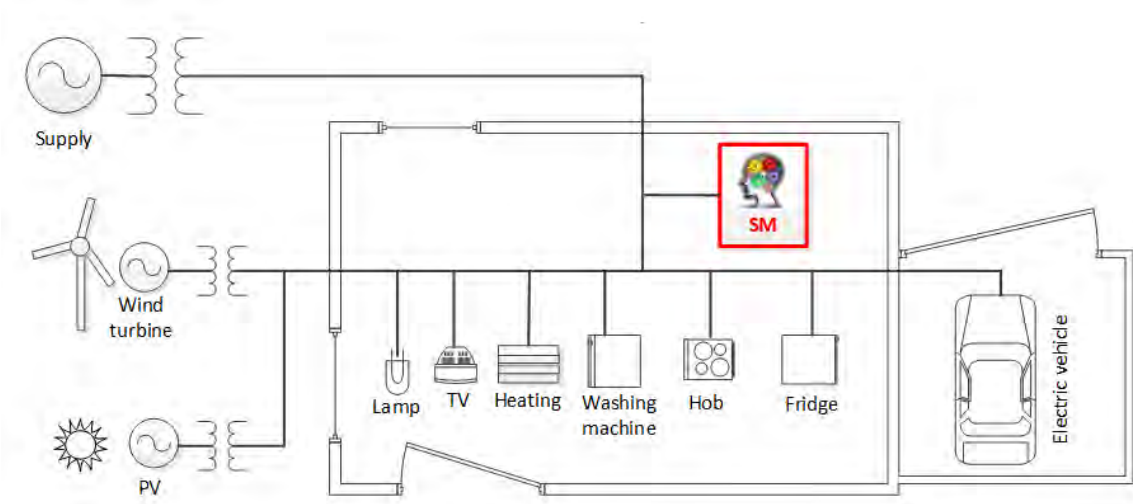 Supply
SM
Wind
turbine
Lamp
TV
Heating
Washing
machine
Hob
Fridge
Electric vehicle
PV